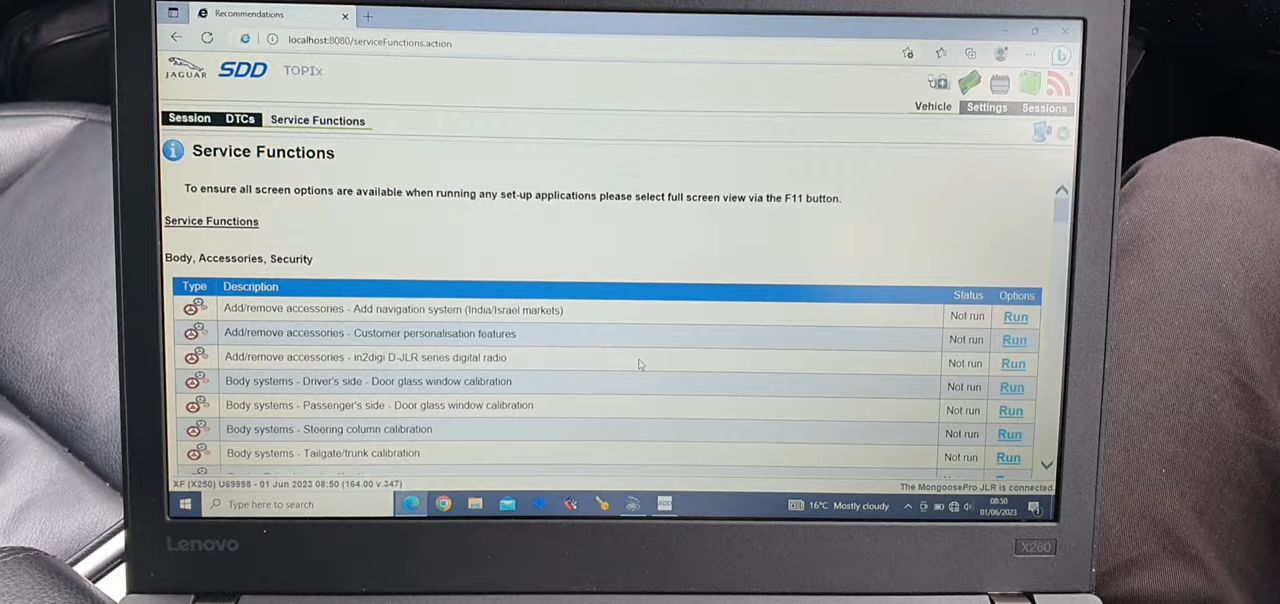 Recommendations
localhost:8080/serviceFunctions.action
JAGUAR SDD TOPIx
Vehicle Settings Sessions
Session DTCs Service Functions
Service Functions
To ensure all screen options are available when running any set-up applications please select full screen view via the F11 button.
Service Functions
Body, Accessories, Security
Type Description Status Options
Add/remove accessories - Add navigation system (India/Israel markets) Not run Run
Add/remove accessories - Customer personalisation features Not run Run
Add/remove accessories - in2digi D-JLR series digital radio Not run Run
Body systems - Driver's side - Door glass window calibration Not run Run
Body systems - Passenger's side - Door glass window calibration Not run Run
Body systems - Steering column calibration Not run Run
Body systems - Tailgate/trunk calibration Not run Run
XF (X250) U69998 - 01 Jun 2023 08:50 (164.00 v.347) The MongoosePro JLR is connected.
Type here to search SDD 16°C Mostly cloudy 08:50
01/06/2023
Lenovo X260